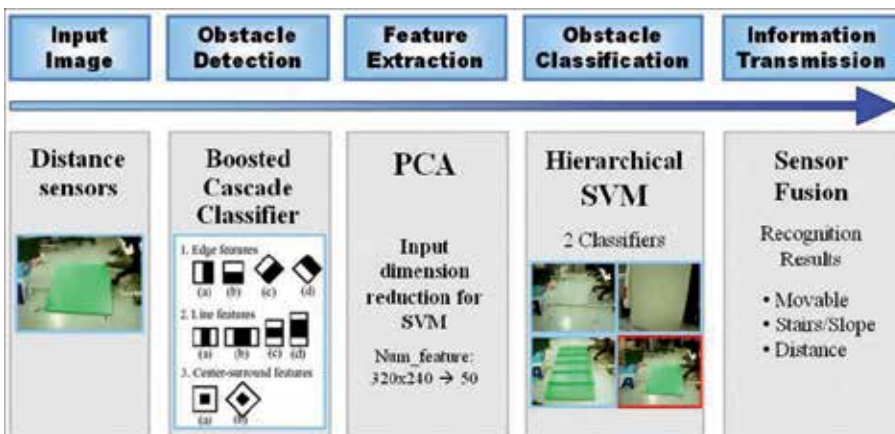 Input
Image
Obstacle
Detection
Feature
Extraction
Obstacle
Classification
Information
Transmission
Distance
sensors
Boosted
Cascade
Classifier
1. Edge features
(a) (b) (c) (d)
2. Line features
(a) (b) (c) (d)
3. Center-surround features
(a)
PCA
Input
dimension
reduction for
SVM
Num_feature:
320x240 → 50
Hierarchical
SVM
2 Classifiers
Sensor
Fusion
Recognition
Results
• Movable
• Stairs/Slope
• Distance